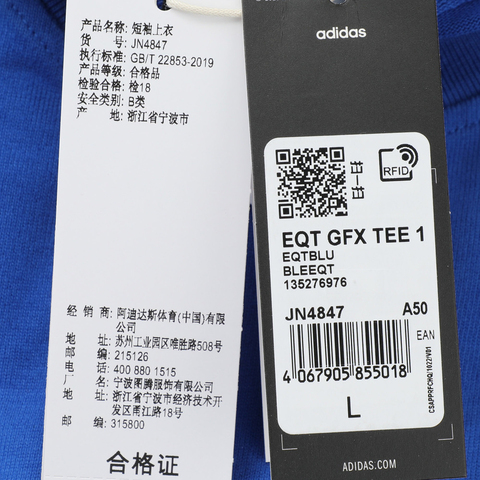 产品名称: 短袖上衣
货 号: JN4847
执行标准: GB/T 22853-2019
产品等级: 合格品
检验合格: 检18
安全类别: B类
产 地: 浙江省宁波市
经 销 商: 阿迪达斯体育(中国)有限
公司
地 址: 苏州工业园区唯胜路508号
邮 编: 215126
电 话: 400 880 1515
厂 名: 宁波图腾服饰有限公司
地 址: 浙江省宁波市经济技术开
发区甬江路18号
邮 编: 315800
合格证
adidas
RFID
EQT GFX TEE 1
EQTBLU
BLEEQT
135276976
JN4847 A50
EAN
4 067905 855018
L
CSAPPRFCHQ/1022/V01
ADIDAS.COM